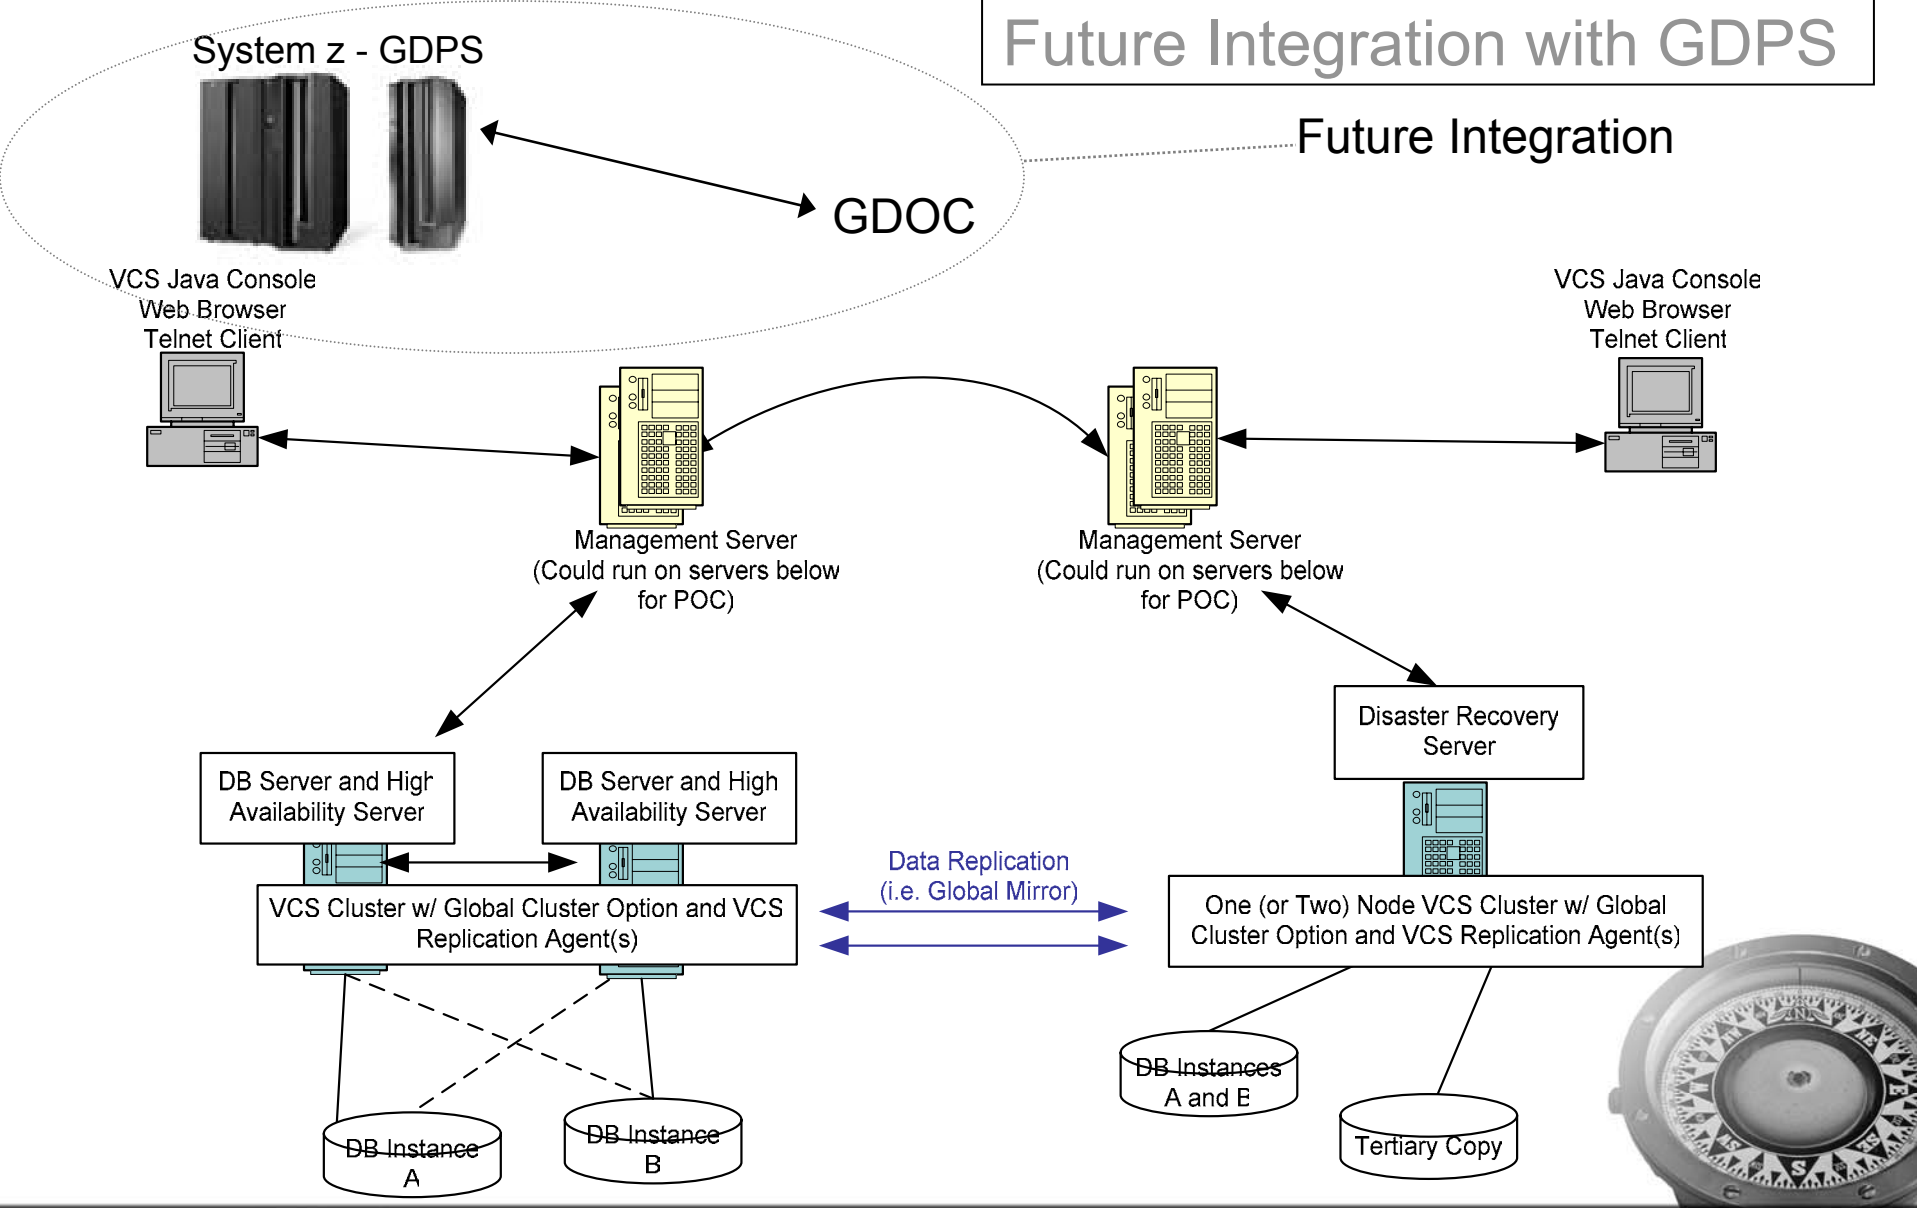 Future Integration with GDPS
System z - GDPS
Future Integration
GDOC
VCS Java Console
Web Browser
Telnet Client
VCS Java Console
Web Browser
Telnet Client
Management Server
(Could run on servers below
for POC)
Management Server
(Could run on servers below
for POC)
Disaster Recovery
Server
DB Server and High
Availability Server
DB Server and High
Availability Server
Data Replication
(i.e. Global Mirror)
VCS Cluster w/ Global Cluster Option and VCS
Replication Agent(s)
One (or Two) Node VCS Cluster w/ Global
Cluster Option and VCS Replication Agent(s)
DB Instances
A and B
DB Instance
A
DB Instance
B
Tertiary Copy
N
NE
E
SE
S
SW
W